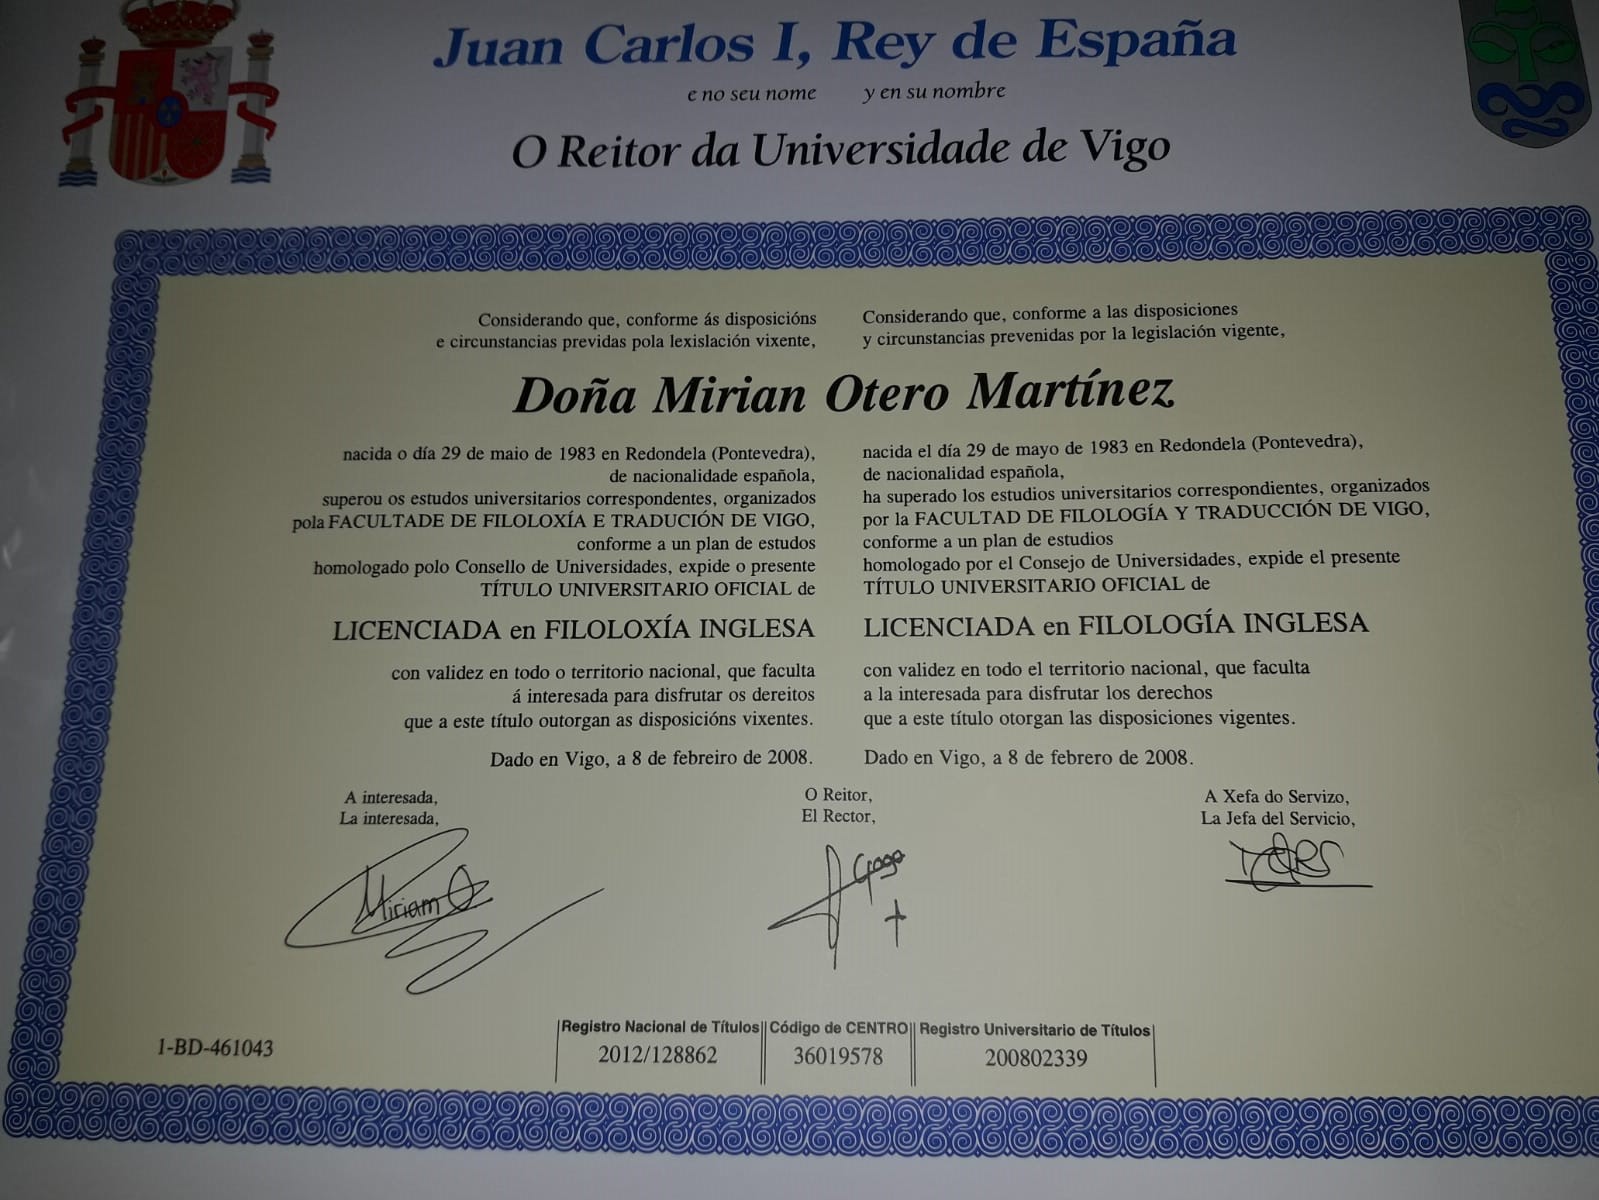 Juan Carlos I, Rey de España
e no seu nome y en su nombre
O Reitor da Universidade de Vigo
Considerando que, conforme ás disposicións
e circunstancias previdas pola lexislación vixente,
Considerando que, conforme a las disposiciones
y circunstancias prevenidas por la legislación vigente,
Doña Mirian Otero Martínez
nacida o día 29 de maio de 1983 en Redondela (Pontevedra),
de nacionalidade española,
superou os estudos universitarios correspondentes, organizados
pola FACULTADE DE FILOLOXÍA E TRADUCIÓN DE VIGO,
conforme a un plan de estudos
homologado polo Consello de Universidades, expide o presente
TÍTULO UNIVERSITARIO OFICIAL de
LICENCIADA en FILOLOXÍA INGLESA
con validez en todo o territorio nacional, que faculta
á interesada para disfrutar os dereitos
que a este título outorgan as disposicións vixentes.
Dado en Vigo, a 8 de febreiro de 2008.
nacida el día 29 de mayo de 1983 en Redondela (Pontevedra),
de nacionalidad española,
ha superado los estudios universitarios correspondientes, organizados
por la FACULTAD DE FILOLOGÍA Y TRADUCCIÓN DE VIGO,
conforme a un plan de estudios
homologado por el Consejo de Universidades, expide el presente
TÍTULO UNIVERSITARIO OFICIAL de
LICENCIADA en FILOLOGÍA INGLESA
con validez en todo el territorio nacional, que faculta
a la interesada para disfrutar los derechos
que a este título otorgan las disposiciones vigentes.
Dado en Vigo, a 8 de febrero de 2008.
A interesada,
La interesada,
Miriam O
O Reitor,
El Rector,
A Xefa do Servizo,
La Jefa del Servicio,
1-BD-461043
Registro Nacional de Títulos
2012/128862
Código de CENTRO
36019578
Registro Universitario de Títulos
200802339